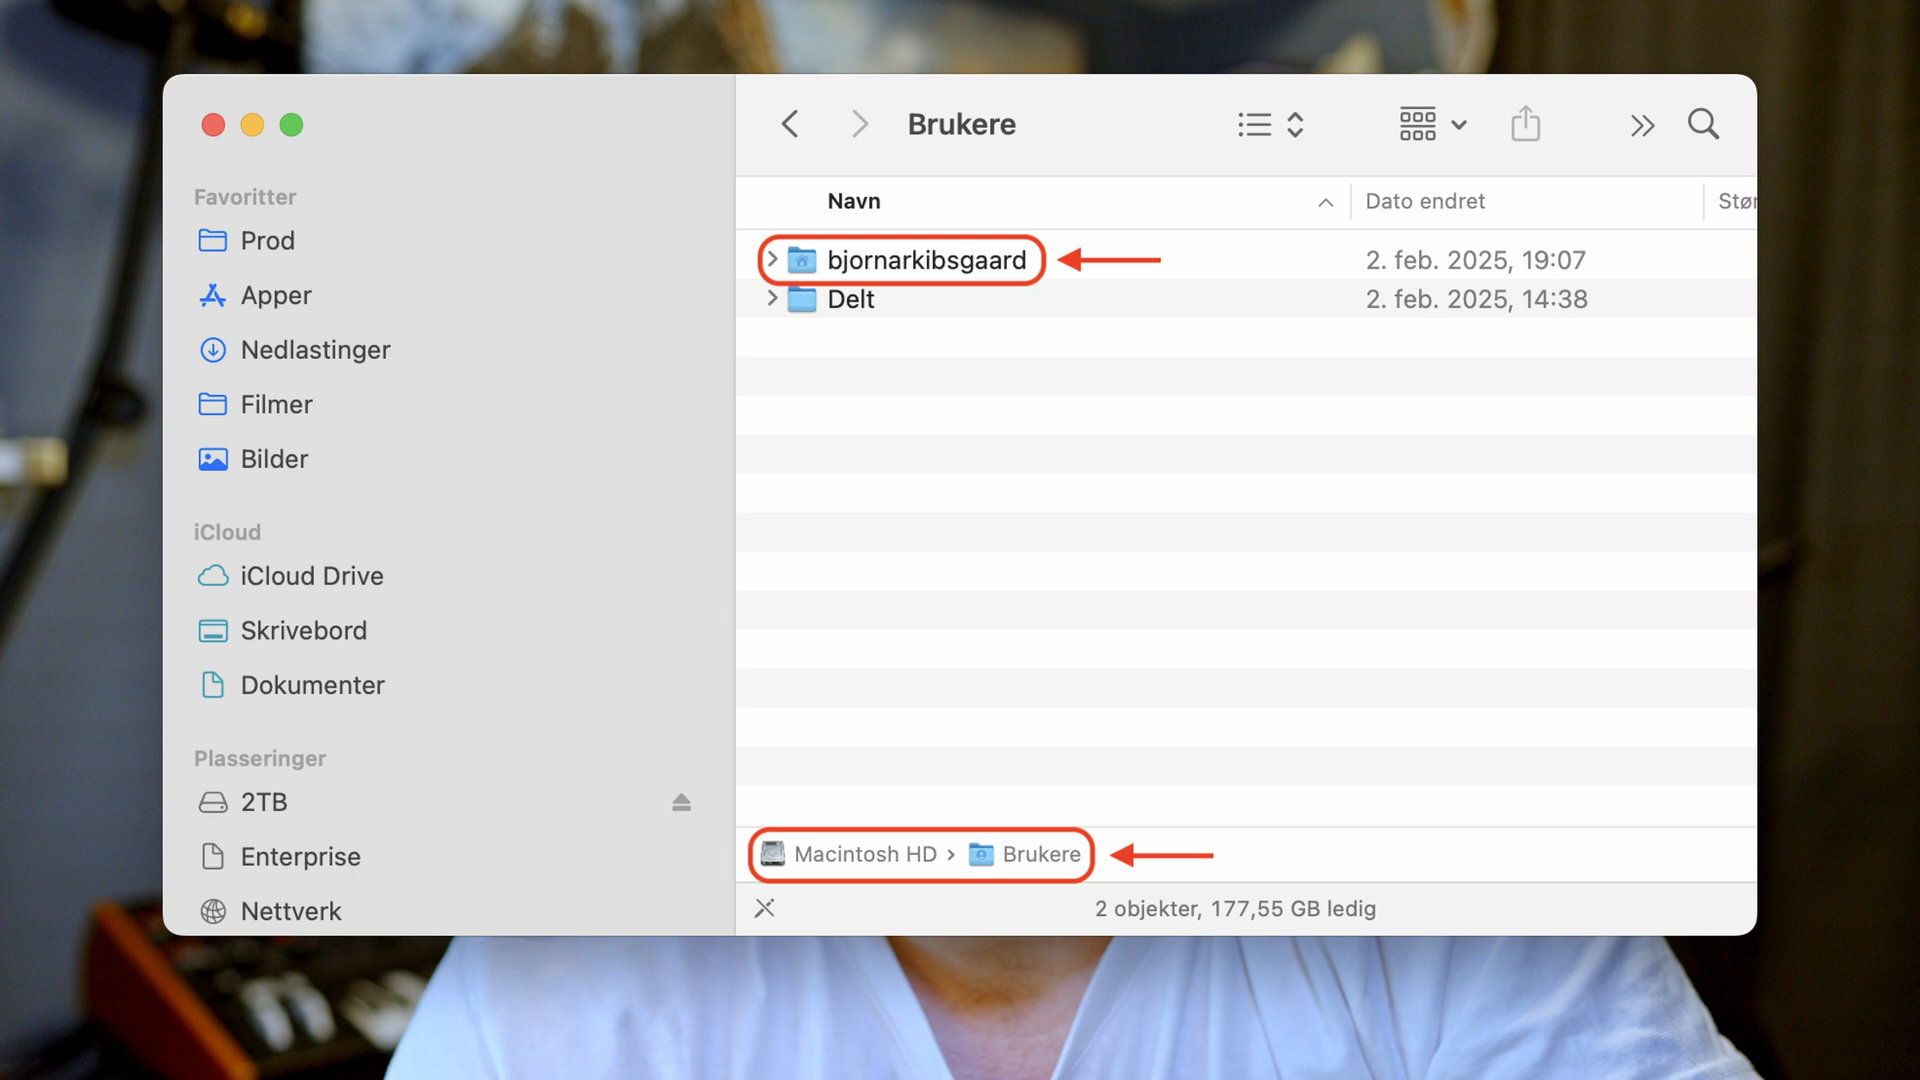 Favoritter
Prod
Apper
Nedlastinger
Filmer
Bilder
iCloud
iCloud Drive
Skrivebord
Dokumenter
Plasseringer
2TB
Enterprise
Nettverk
Brukere
Navn Dato endret Stør
bjornarkibsgaard 2. feb. 2025, 19:07
Delt 2. feb. 2025, 14:38
Macintosh HD › Brukere
2 objekter, 177,55 GB ledig